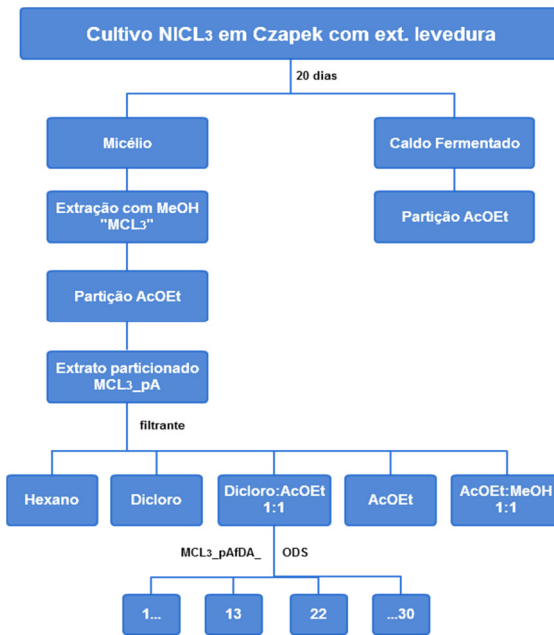 Cultivo NICL₃ em Czapek com ext. levedura
20 dias
Micélio
Caldo Fermentado
Extração com MeOH
"MCL₃"
Partição AcOEt
Partição AcOEt
Extrato particionado
MCL₃_pA
filtrante
Hexano
Dicloro
Dicloro:AcOEt
1:1
AcOEt
AcOEt:MeOH
1:1
MCL₃_pAfDA_
ODS
1...
13
22
...30